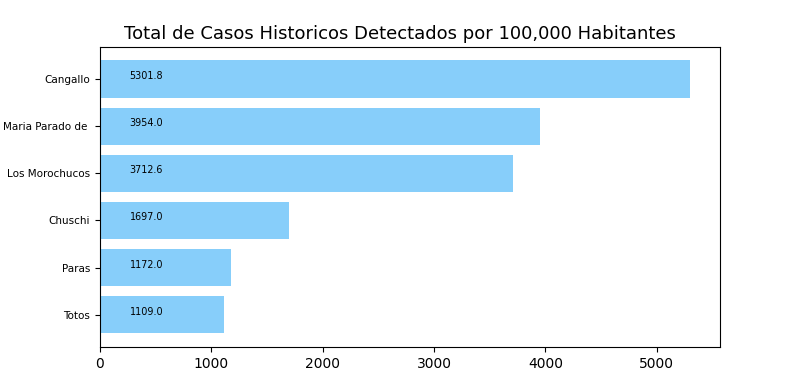 Total de Casos Historicos Detectados por 100,000 Habitantes
Cangallo 5301.8
Maria Parado de 3954.0
Los Morochucos 3712.6
Chuschi 1697.0
Paras 1172.0
Totos 1109.0
0 1000 2000 3000 4000 5000